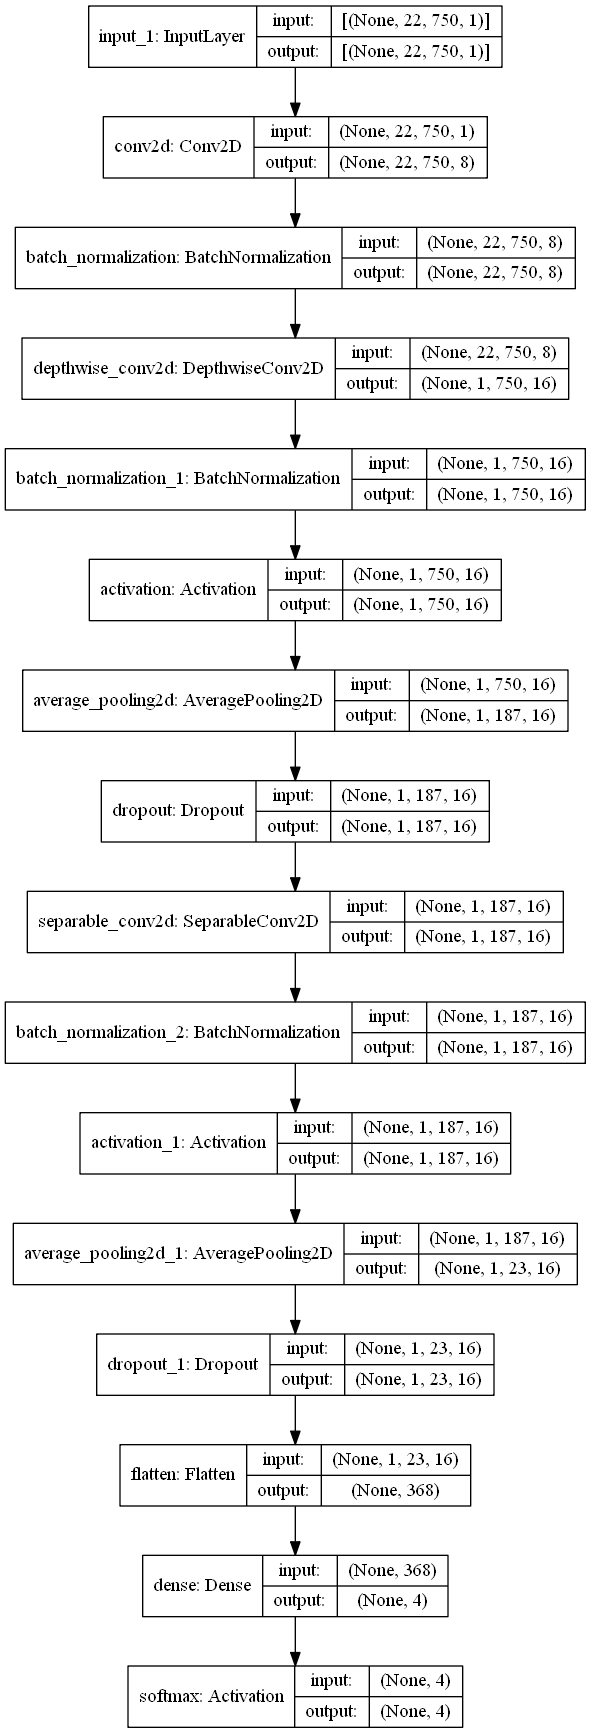 input_1: InputLayer
input:
[(None, 22, 750, 1)]
output:
[(None, 22, 750, 1)]
conv2d: Conv2D
input:
(None, 22, 750, 1)
output:
(None, 22, 750, 8)
batch_normalization: BatchNormalization
input:
(None, 22, 750, 8)
output:
(None, 22, 750, 8)
depthwise_conv2d: DepthwiseConv2D
input:
(None, 22, 750, 8)
output:
(None, 1, 750, 16)
batch_normalization_1: BatchNormalization
input:
(None, 1, 750, 16)
output:
(None, 1, 750, 16)
activation: Activation
input:
(None, 1, 750, 16)
output:
(None, 1, 750, 16)
average_pooling2d: AveragePooling2D
input:
(None, 1, 750, 16)
output:
(None, 1, 187, 16)
dropout: Dropout
input:
(None, 1, 187, 16)
output:
(None, 1, 187, 16)
separable_conv2d: SeparableConv2D
input:
(None, 1, 187, 16)
output:
(None, 1, 187, 16)
batch_normalization_2: BatchNormalization
input:
(None, 1, 187, 16)
output:
(None, 1, 187, 16)
activation_1: Activation
input:
(None, 1, 187, 16)
output:
(None, 1, 187, 16)
average_pooling2d_1: AveragePooling2D
input:
(None, 1, 187, 16)
output:
(None, 1, 23, 16)
dropout_1: Dropout
input:
(None, 1, 23, 16)
output:
(None, 1, 23, 16)
flatten: Flatten
input:
(None, 1, 23, 16)
output:
(None, 368)
dense: Dense
input:
(None, 368)
output:
(None, 4)
softmax: Activation
input:
(None, 4)
output:
(None, 4)